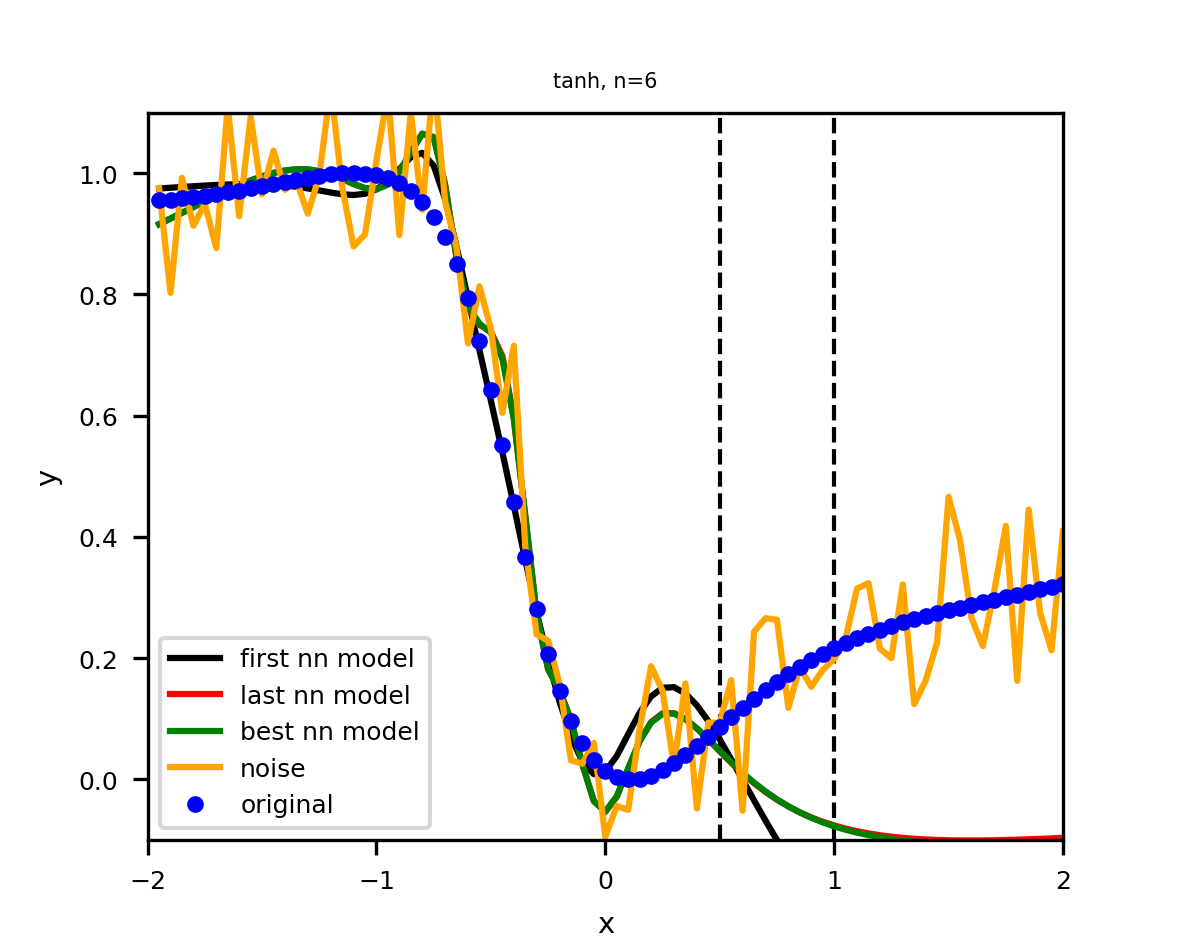 tanh, n=6
1.0
0.8
0.6
0.4
0.2
0.0
y
first nn model
last nn model
best nn model
noise
original
−2
−1
0
1
2
x